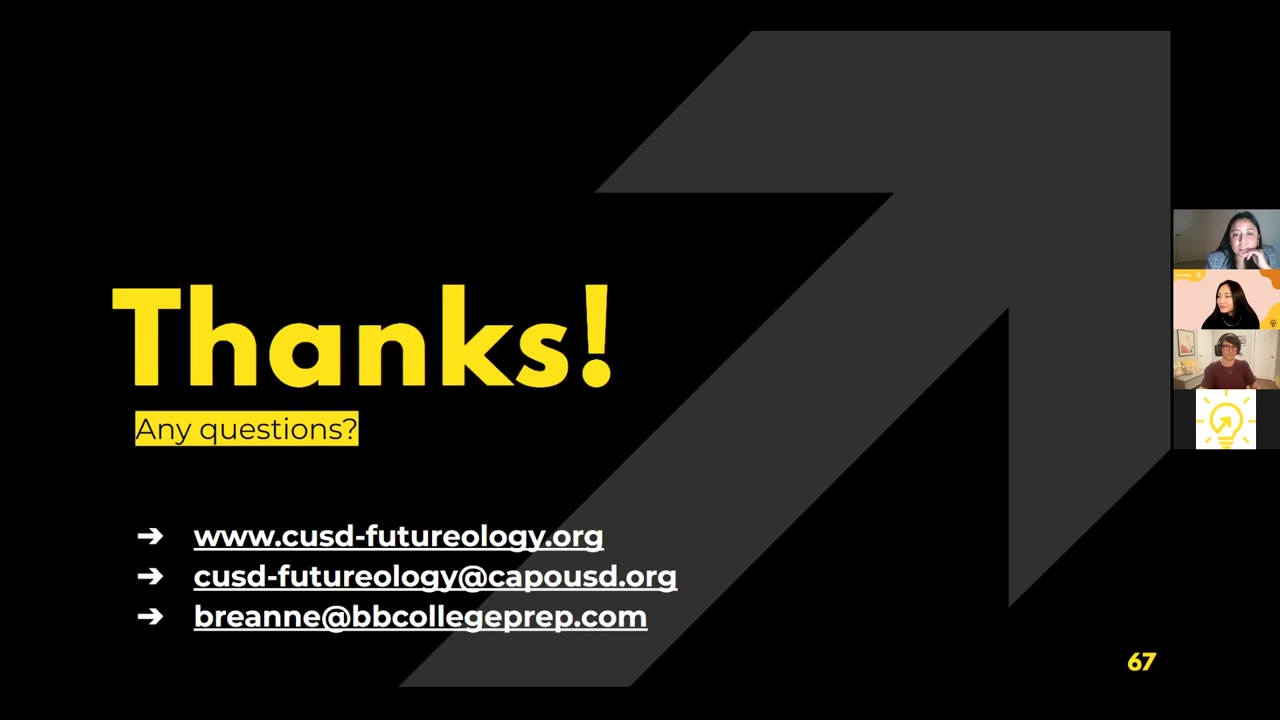 Thanks!
Any questions?
➔ www.cusd-futureology.org
➔ cusd-futureology@capousd.org
➔ breanne@bbcollegeprep.com
67